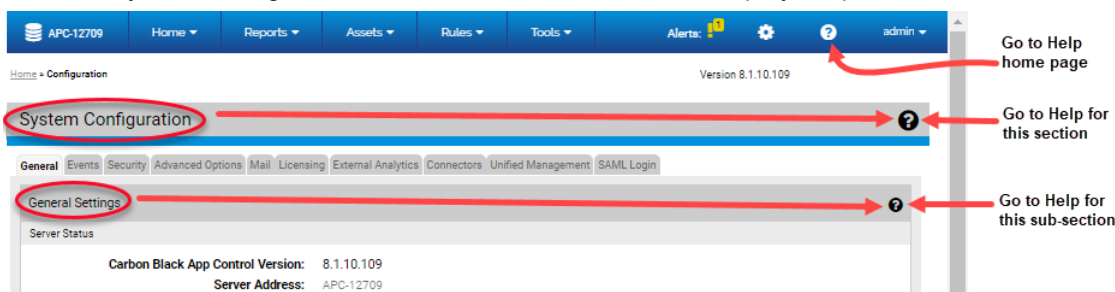 APC-12709 Home Reports Assets Rules Tools Alerts: 1 ? admin
Go to Help
home page
Home » Configuration Version 8.1.10.109
System Configuration ?
Go to Help for
this section
General Events Security Advanced Options Mail Licensing External Analytics Connectors Unified Management SAML Login
General Settings ?
Go to Help for
this sub-section
Server Status
Carbon Black App Control Version: 8.1.10.109
Server Address: APC-12709